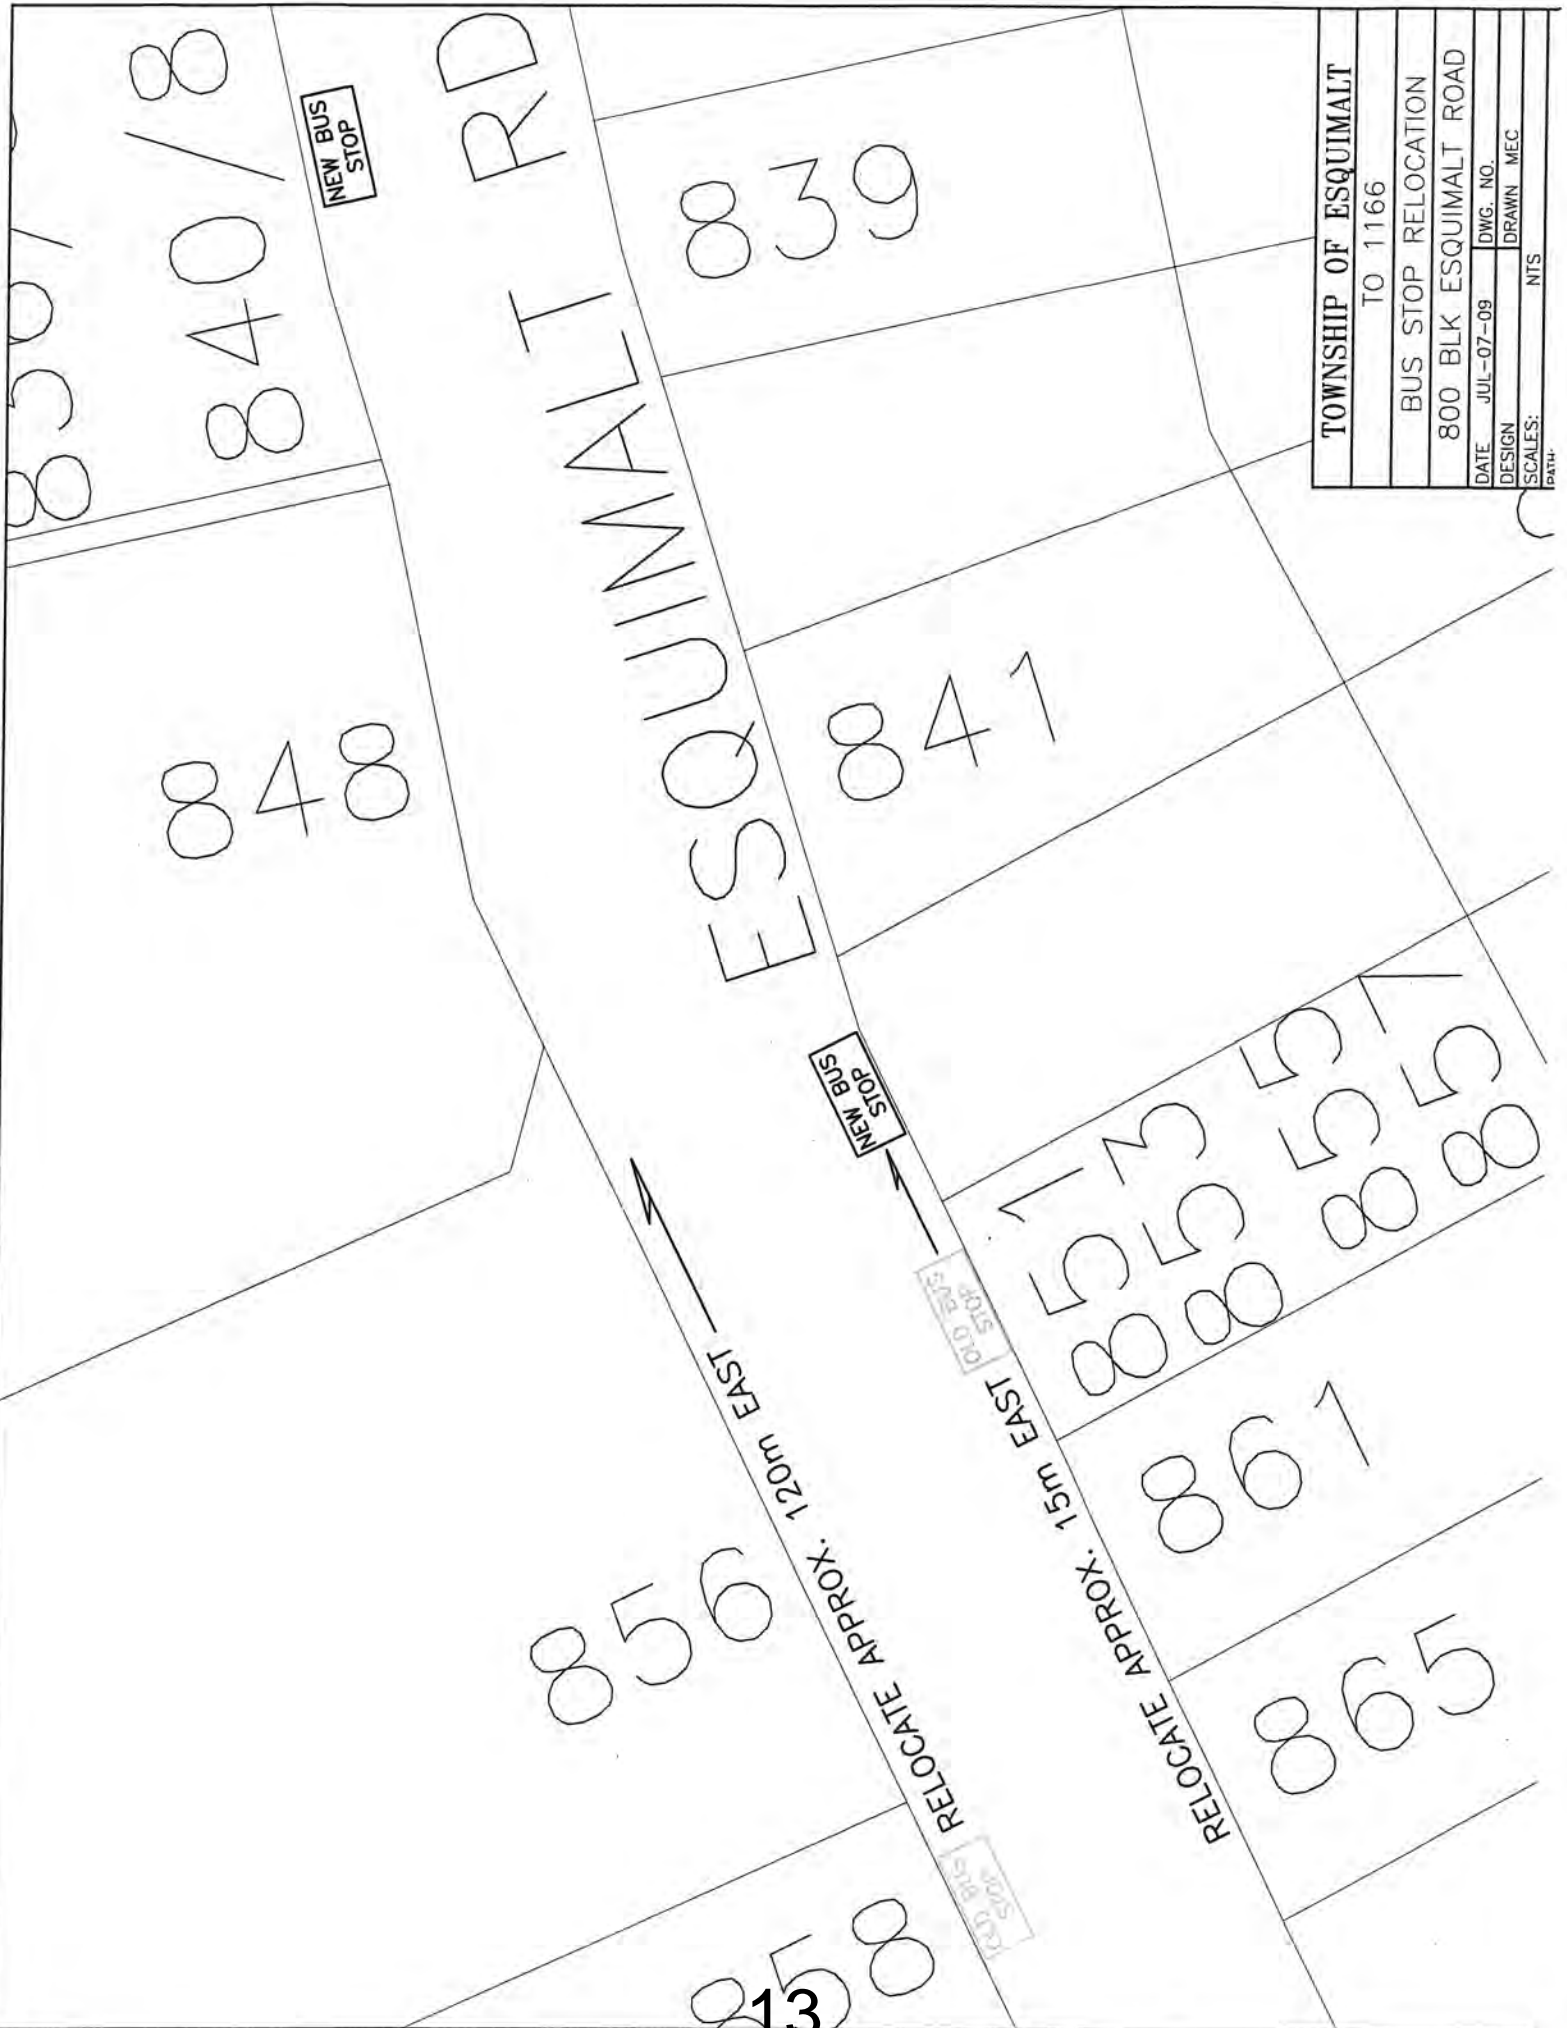 840/8
848
NEW BUS
STOP
856
858
ESQUIMALT RD
RELOCATE APPROX. 120m EAST
OLD BUS
STOP
839
841
NEW BUS
STOP
OLD BUS
STOP
RELOCATE APPROX. 15m EAST
851
853
855
857
861
865
TOWNSHIP OF ESQUIMALT
TO 1166
BUS STOP RELOCATION
800 BLK ESQUIMALT ROAD
DATE JUL-07-09 DWG. NO.
DESIGN DRAWN MEC
SCALES: NTS
PATH:
13